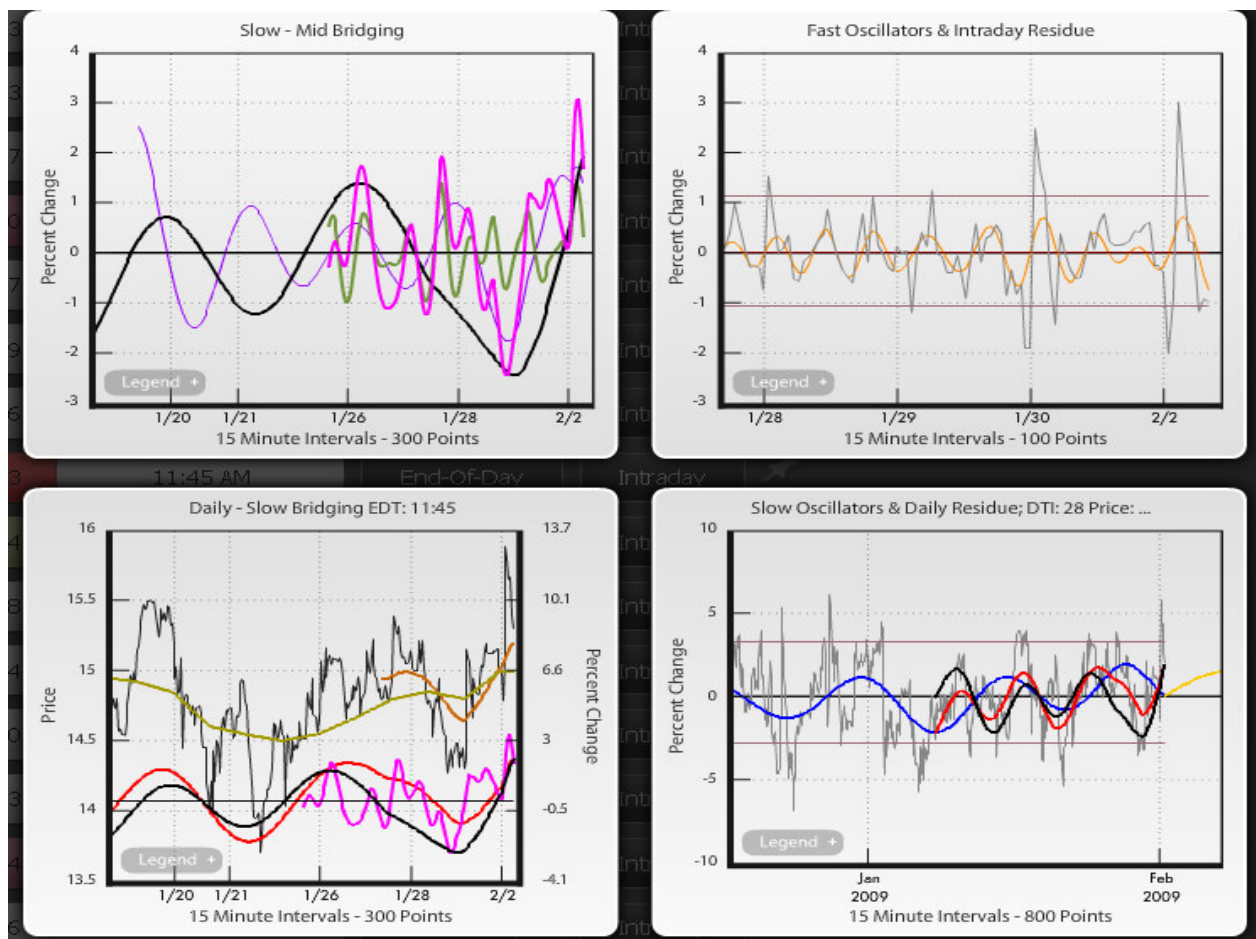 Slow - Mid Bridging
4
3
2
1
0
-1
-2
-3
Percent Change
Legend +
1/20 1/21 1/26 1/28 2/2
15 Minute Intervals - 300 Points
Fast Oscillators & Intraday Residue
4
3
2
1
0
-1
-2
-3
Percent Change
Legend +
1/28 1/29 1/30 2/2
15 Minute Intervals - 100 Points
11:45 AM End-Of-Day Intraday
Daily - Slow Bridging EDT: 11:45
16
15.5
15
14.5
14
13.5
Price
13.7
10.1
6.6
3
-0.5
-4.1
Percent Change
Legend +
1/20 1/21 1/26 1/28 2/2
15 Minute Intervals - 300 Points
Slow Oscillators & Daily Residue; DTI: 28 Price: ...
10
5
0
-5
-10
Percent Change
Legend +
Jan Feb
2009 2009
15 Minute Intervals - 800 Points